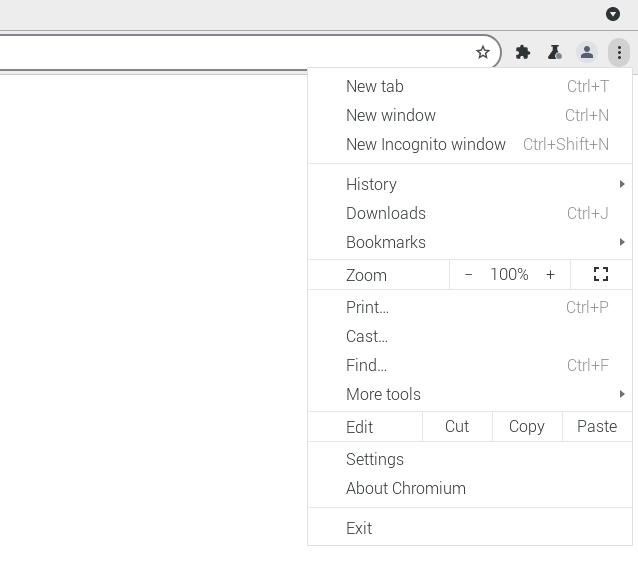 New tab Ctrl+T
New window Ctrl+N
New Incognito window Ctrl+Shift+N
History
Downloads Ctrl+J
Bookmarks
Zoom − 100% +
Print... Ctrl+P
Cast...
Find... Ctrl+F
More tools
Edit Cut Copy Paste
Settings
About Chromium
Exit